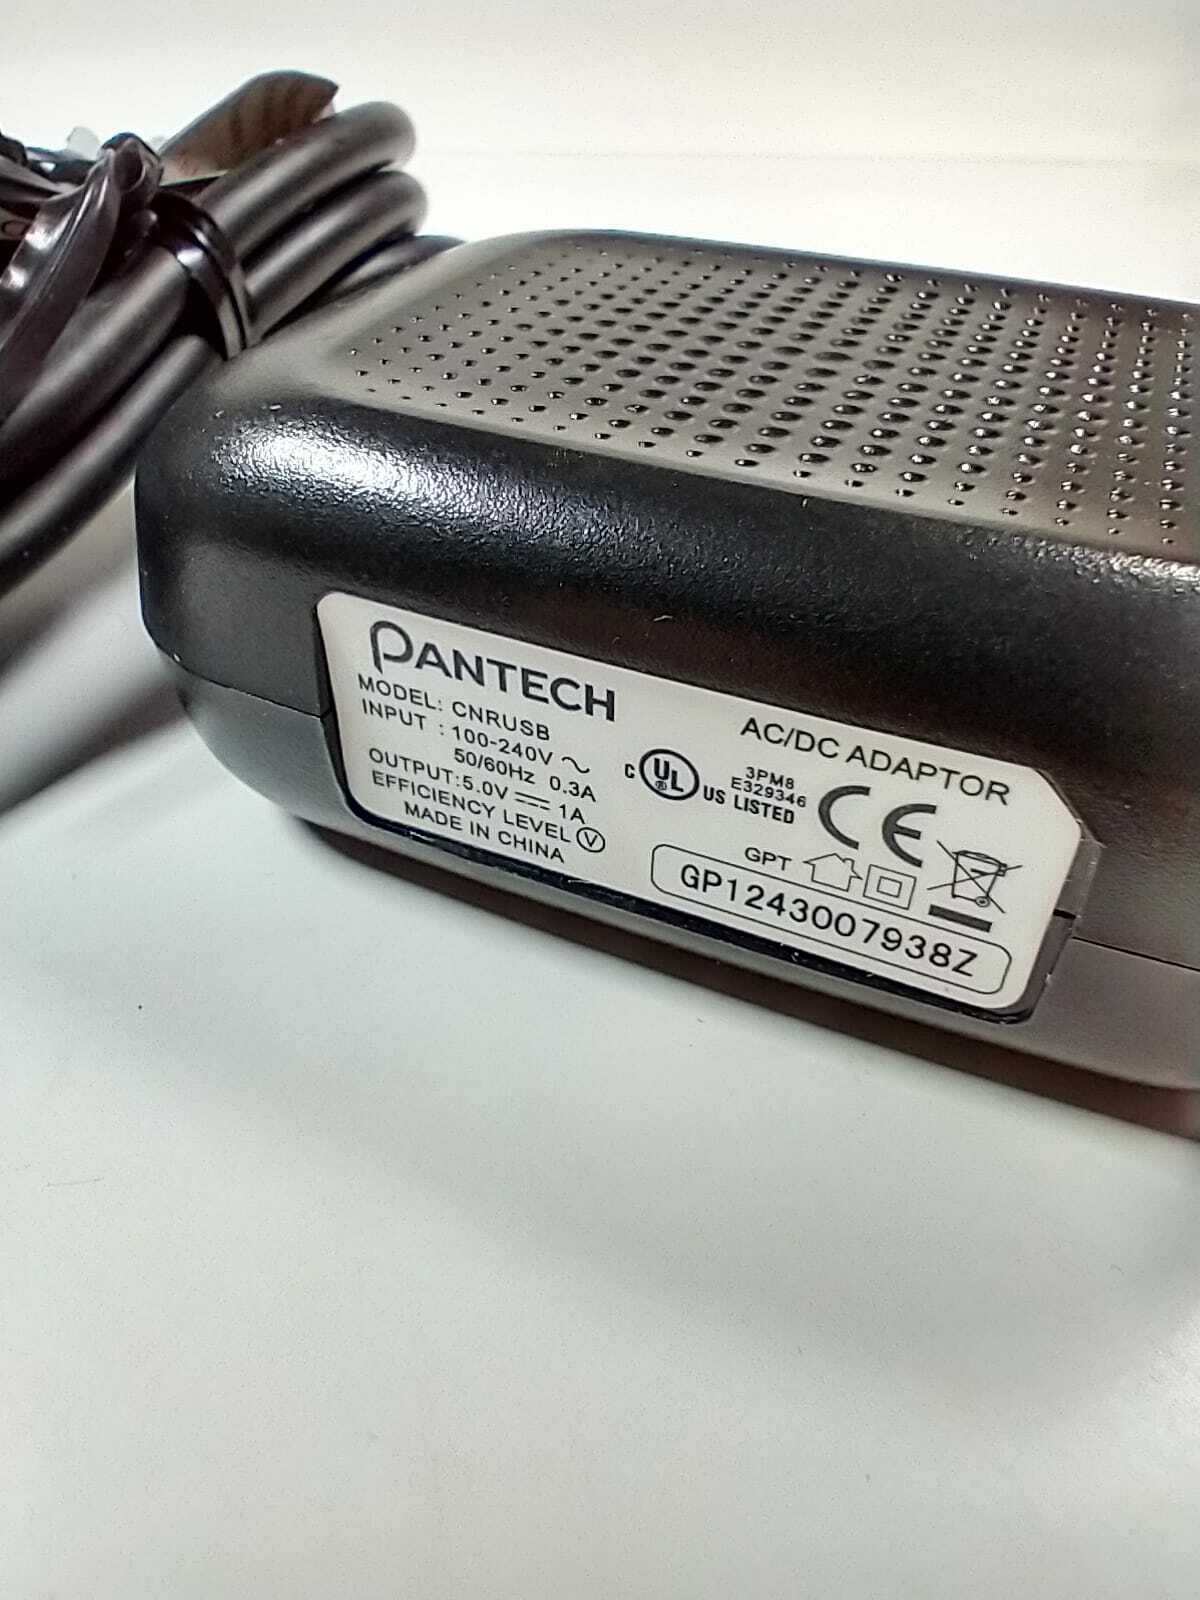 PANTECH
MODEL: CNRUSB
INPUT : 100-240V ~
50/60Hz 0.3A
OUTPUT:5.0V ⎓ 1A
EFFICIENCY LEVEL Ⓥ
MADE IN CHINA
AC/DC ADAPTOR
C UL ® US LISTED
3PM8
E329346
CE
GPT
GP1243007938Z